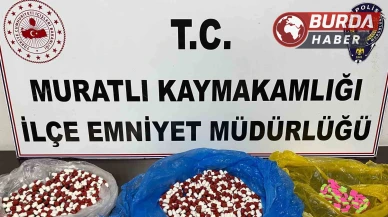 BURDA
HABER
T.C.
MURATLI KAYMAKAMLIĞI
İLÇE EMNİYET MÜDÜRLÜĞÜ